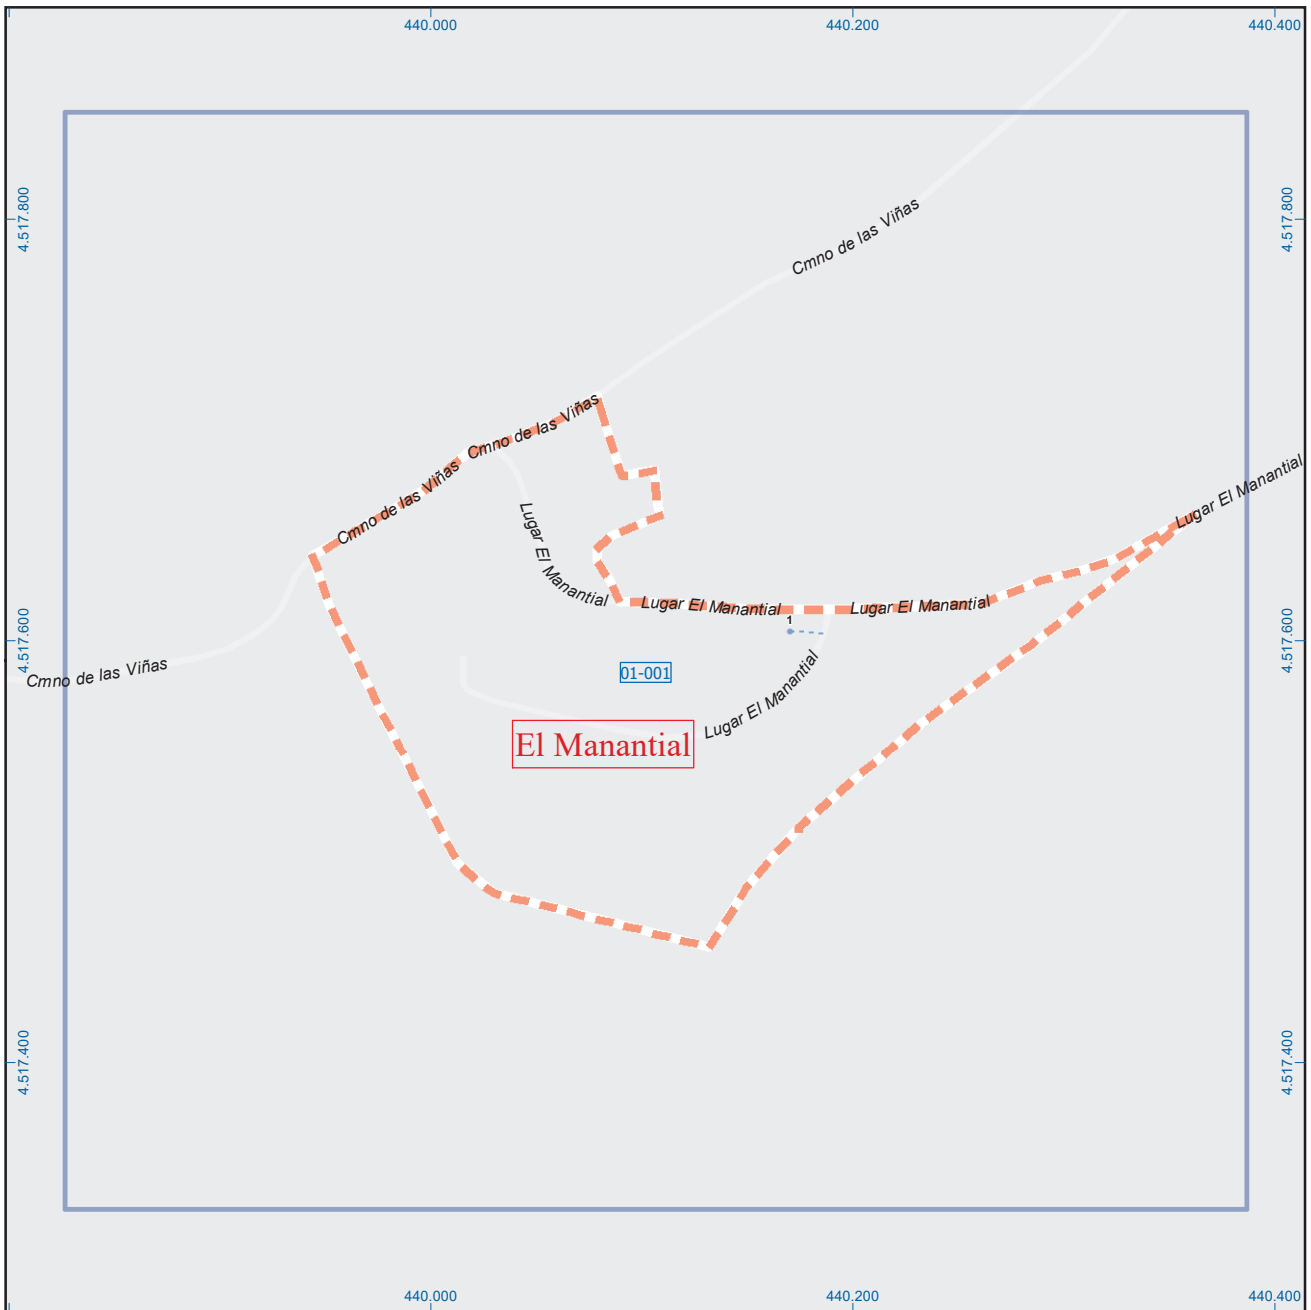 440.000
440.200
440.400
4.517.800
4.517.800
Cmno de las Viñas
Cmno de las Viñas
Cmno de las Viñas
Lugar El Manantial
Lugar El Manantial
Lugar El Manantial
Lugar El Manantial
1
4.517.600
4.517.600
Cmno de las Viñas
01-001
Lugar El Manantial
El Manantial
4.517.400
4.517.400
440.000
440.200
440.400